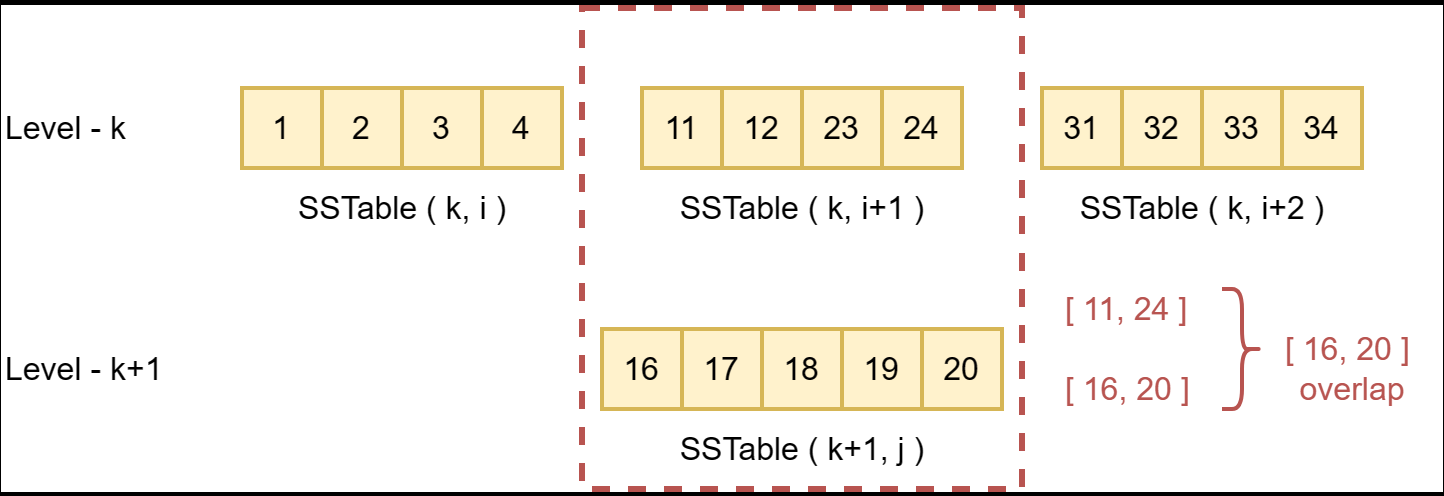 Level - k
1 2 3 4
11 12 23 24
31 32 33 34
SSTable ( k, i )
SSTable ( k, i+1 )
SSTable ( k, i+2 )
Level - k+1
16 17 18 19 20
SSTable ( k+1, j )
[ 11, 24 ]
[ 16, 20 ]
[ 16, 20 ]
overlap